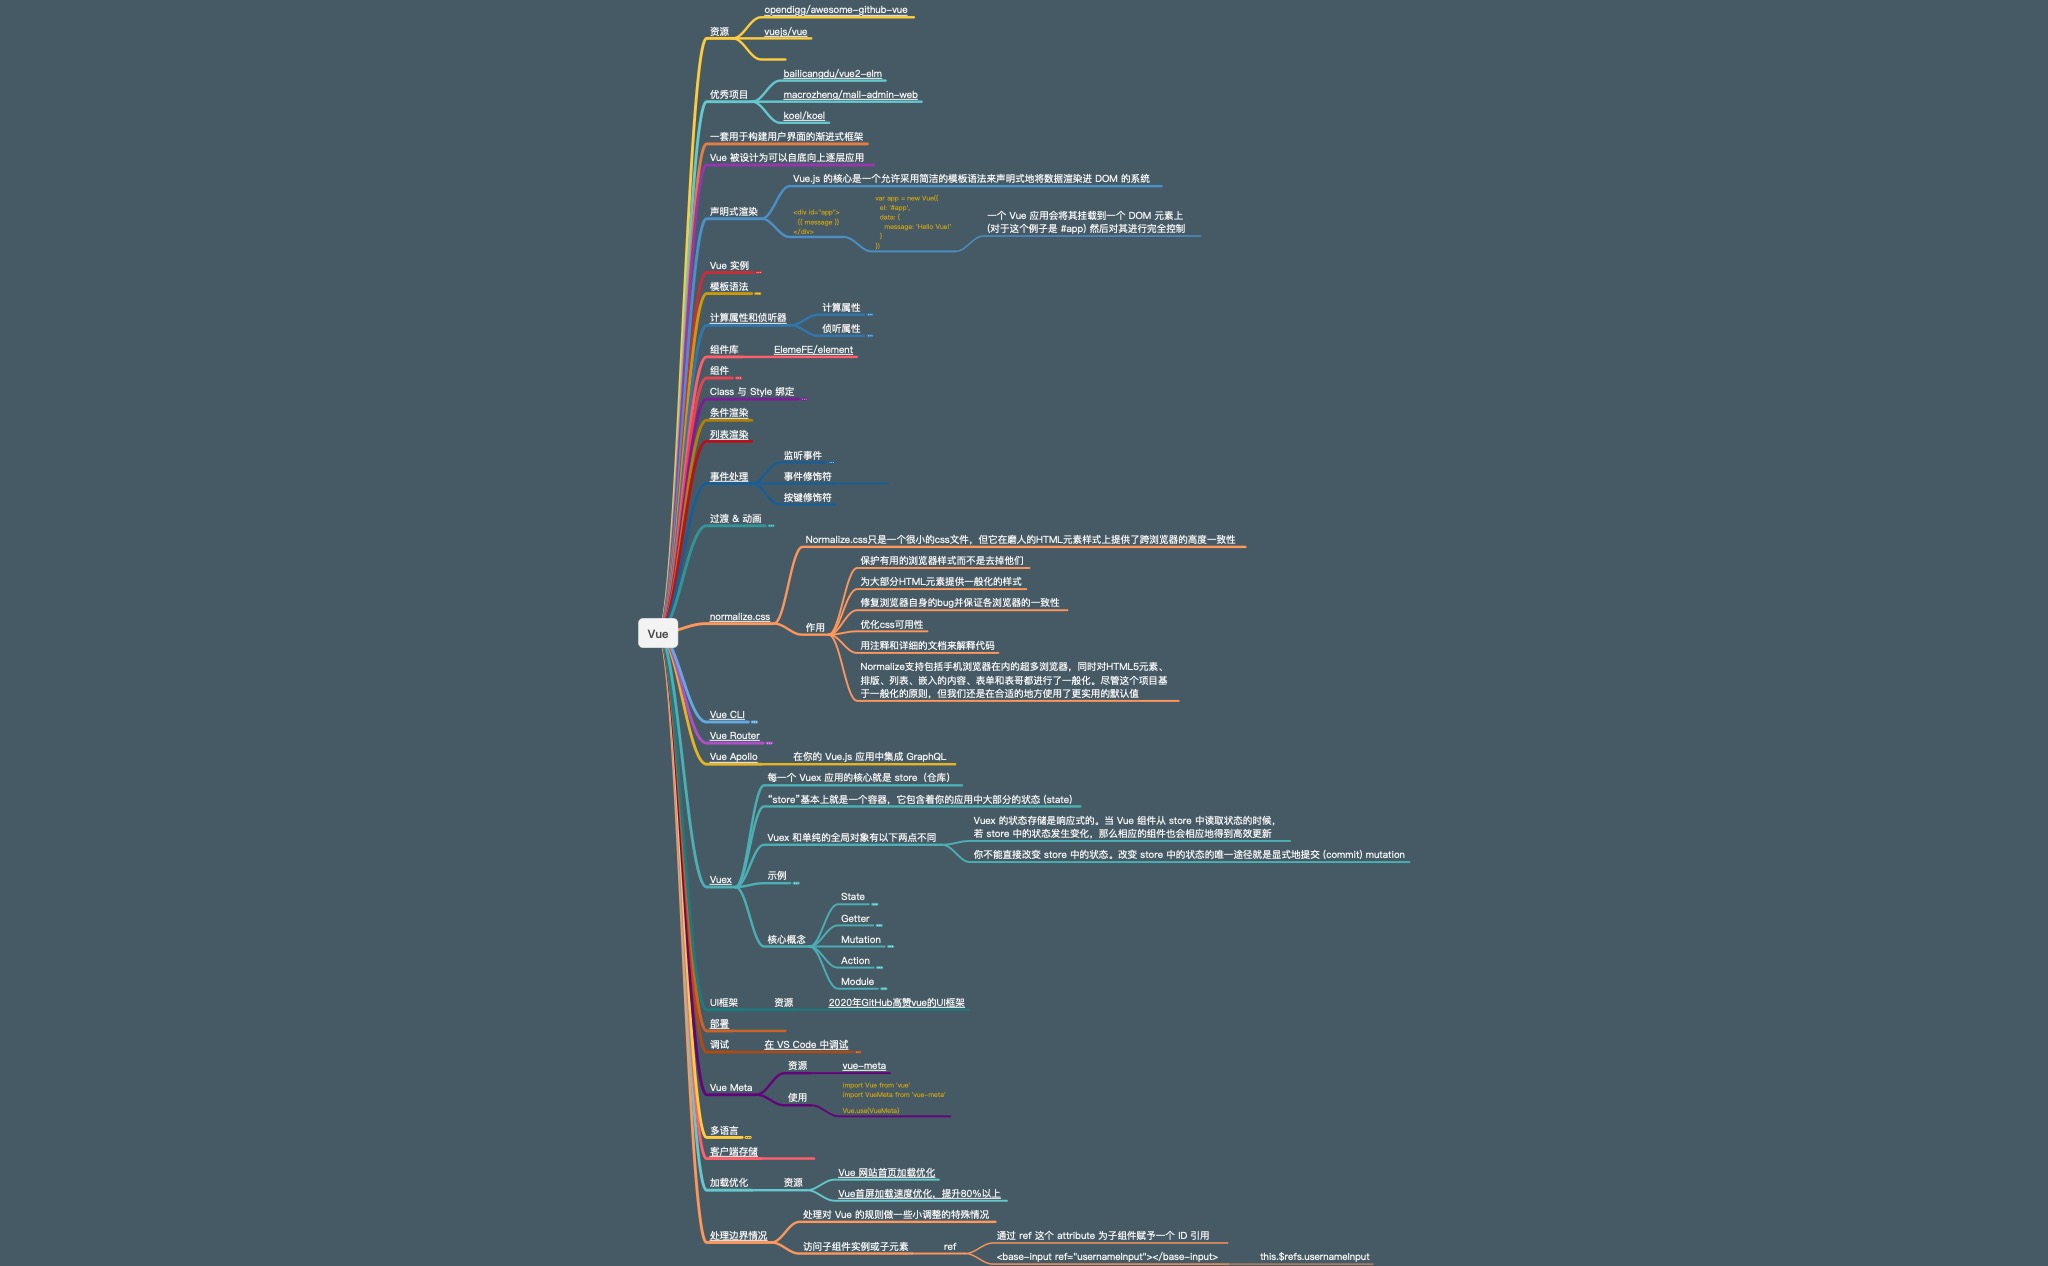 opendigg/awesome-github-vue
资源
vuejs/vue
bailicangdu/vue2-elm
优秀项目
macrozheng/mall-admin-web
koel/koel
一套用于构建用户界面的渐进式框架
Vue 被设计为可以自底向上逐层应用
Vue.js 的核心是一个允许采用简洁的模板语法来声明式地将数据渲染进 DOM 的系统
声明式渲染
<div id="app">
{{ message }}
</div>
var app = new Vue({
el: '#app',
data: {
message: 'Hello Vue!'
}
})
一个 Vue 应用会将其挂载到一个 DOM 元素上
(对于这个例子是 #app) 然后对其进行完全控制
Vue 实例
模板语法
计算属性和侦听器
计算属性
侦听属性
组件库
ElemeFE/element
组件
Class 与 Style 绑定
条件渲染
列表渲染
事件处理
监听事件
事件修饰符
按键修饰符
过渡 & 动画
normalize.css
Normalize.css只是一个很小的css文件，但它在磨人的HTML元素样式上提供了跨浏览器的高度一致性
作用
保护有用的浏览器样式而不是去掉他们
为大部分HTML元素提供一般化的样式
修复浏览器自身的bug并保证各浏览器的一致性
优化css可用性
用注释和详细的文档来解释代码
Normalize支持包括手机浏览器在内的超多浏览器，同时对HTML5元素、
排版、列表、嵌入的内容、表单和表哥都进行了一般化。尽管这个项目基
于一般化的原则，但我们还是在合适的地方使用了更实用的默认值
Vue
Vue CLI
Vue Router
Vue Apollo
在你的 Vue.js 应用中集成 GraphQL
Vuex
每一个 Vuex 应用的核心就是 store（仓库）
“store”基本上就是一个容器，它包含着你的应用中大部分的状态 (state)
Vuex 和单纯的全局对象有以下两点不同
Vuex 的状态存储是响应式的。当 Vue 组件从 store 中读取状态的时候，
若 store 中的状态发生变化，那么相应的组件也会相应地得到高效更新
你不能直接改变 store 中的状态。改变 store 中的状态的唯一途径就是显式地提交 (commit) mutation
示例
核心概念
State
Getter
Mutation
Action
Module
UI框架
资源
2020年GitHub高赞vue的UI框架
部署
调试
在 VS Code 中调试
Vue Meta
资源
vue-meta
使用
import Vue from 'vue'
import VueMeta from 'vue-meta'
Vue.use(VueMeta)
多语言
客户端存储
加载优化
资源
Vue 网站首页加载优化
Vue首屏加载速度优化，提升80%以上
处理边界情况
处理对 Vue 的规则做一些小调整的特殊情况
访问子组件实例或子元素
ref
通过 ref 这个 attribute 为子组件赋予一个 ID 引用
<base-input ref="usernameInput"></base-input>
this.$refs.usernameInput